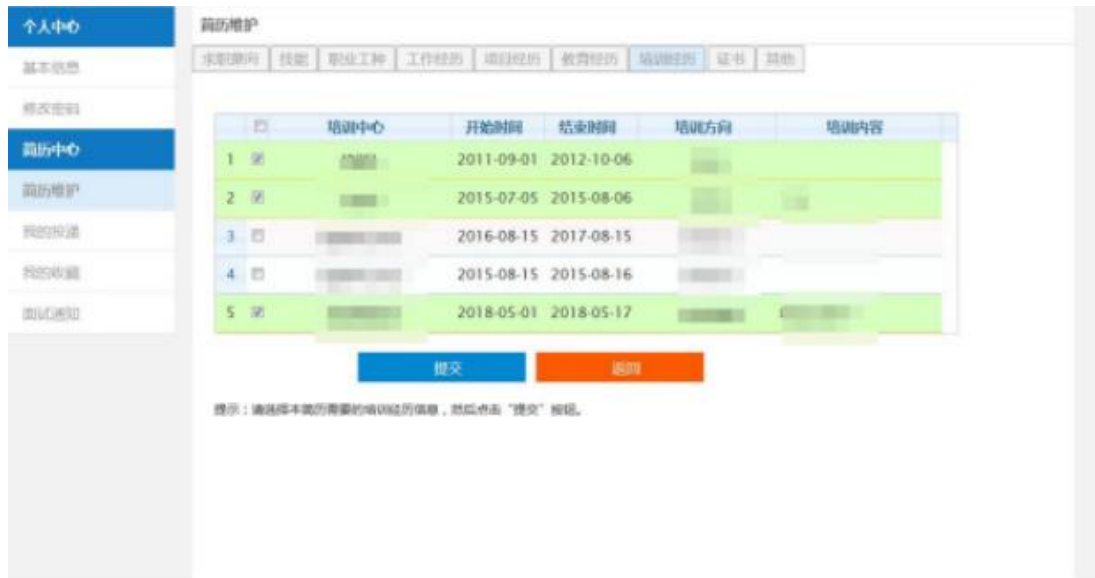 个人中心
基本信息
修改密码
简历中心
简历维护
我的投递
我的收藏
面试通知
简历维护
求职意向 技能 职业工种 工作经历 项目经历 教育经历 培训经历 证书 其他
培训中心 开始时间 结束时间 培训方向 培训内容
1 2011-09-01 2012-10-06
2 2015-07-05 2015-08-06
3 2016-08-15 2017-08-15
4 2015-08-15 2015-08-16
5 2018-05-01 2018-05-17
提交 返回
提示：请选择本简历需要的培训经历信息，然后点击“提交”按钮。